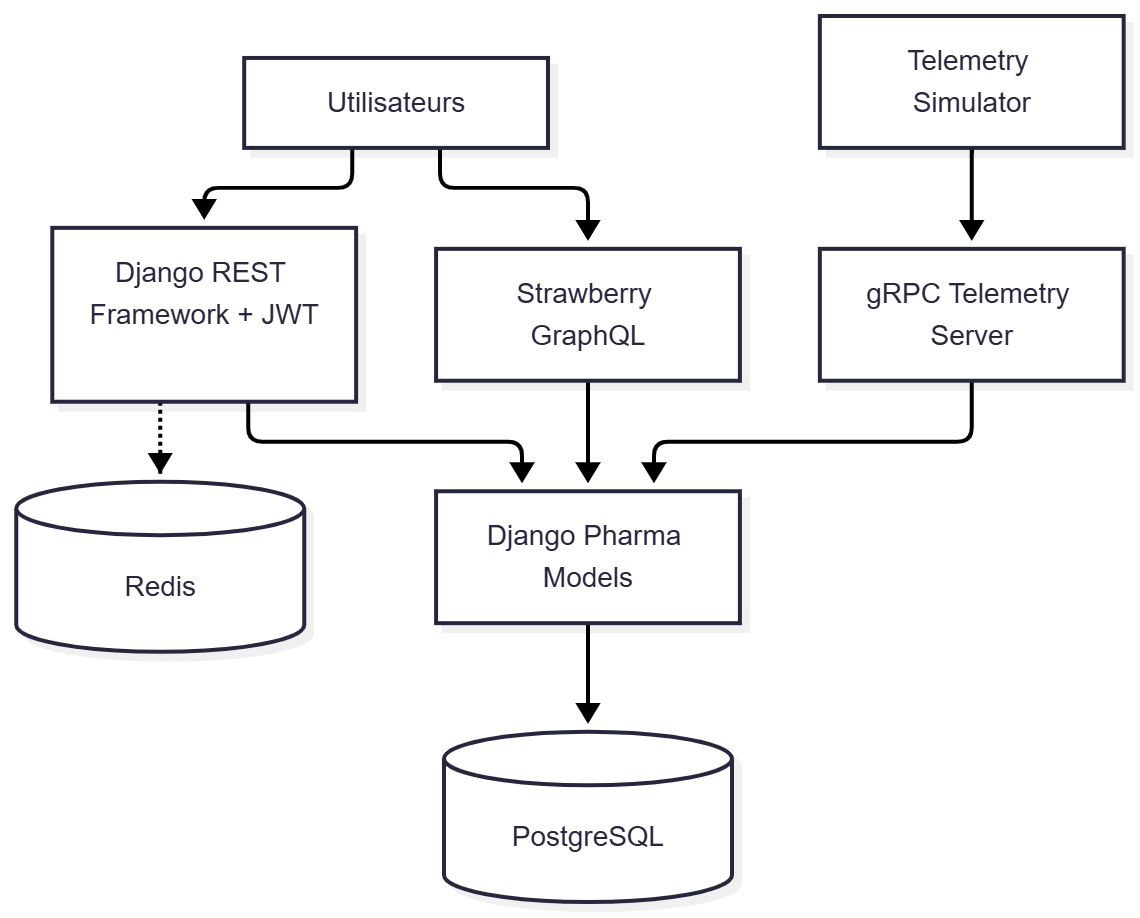 Telemetry
Simulator
Utilisateurs
Django REST
Framework + JWT
Strawberry
GraphQL
gRPC Telemetry
Server
Redis
Django Pharma
Models
PostgreSQL